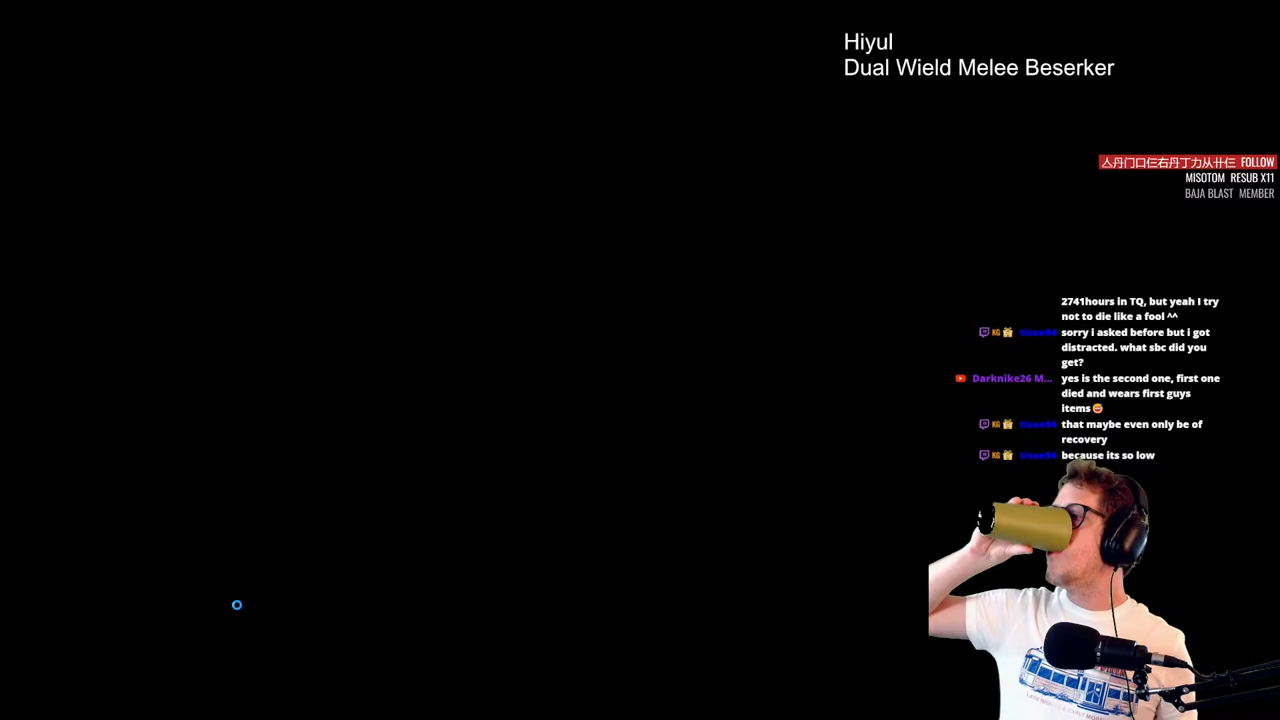 Hiyul
Dual Wield Melee Beserker
人丹门口仨右丹丁力从卄仨 FOLLOW
MISOTOM RESUB X11
BAJA BLAST MEMBER
2741hours in TQ, but yeah I try
not to die like a fool ^^
KG sorry i asked before but i got
distracted. what sbc did you
get?
Darknike26 M... yes is the second one, first one
died and wears first guys
items😅
KG that maybe even only be of
recovery
KG because its so low